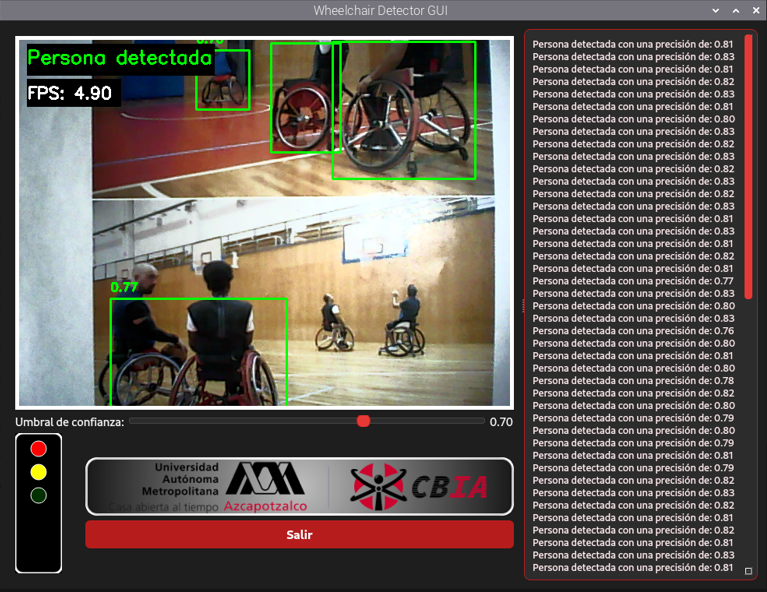 Wheelchair Detector GUI
0.76
Persona detectada
FPS: 4.90
0.77
Umbral de confianza:
0.70
Universidad
Autónoma
Metropolitana
Casa abierta al tiempo
Azcapotzalco
CBIA
Salir
Persona detectada con una precisión de: 0.81
Persona detectada con una precisión de: 0.83
Persona detectada con una precisión de: 0.81
Persona detectada con una precisión de: 0.82
Persona detectada con una precisión de: 0.83
Persona detectada con una precisión de: 0.81
Persona detectada con una precisión de: 0.80
Persona detectada con una precisión de: 0.83
Persona detectada con una precisión de: 0.82
Persona detectada con una precisión de: 0.83
Persona detectada con una precisión de: 0.82
Persona detectada con una precisión de: 0.83
Persona detectada con una precisión de: 0.82
Persona detectada con una precisión de: 0.83
Persona detectada con una precisión de: 0.81
Persona detectada con una precisión de: 0.83
Persona detectada con una precisión de: 0.81
Persona detectada con una precisión de: 0.82
Persona detectada con una precisión de: 0.81
Persona detectada con una precisión de: 0.77
Persona detectada con una precisión de: 0.83
Persona detectada con una precisión de: 0.80
Persona detectada con una precisión de: 0.83
Persona detectada con una precisión de: 0.76
Persona detectada con una precisión de: 0.80
Persona detectada con una precisión de: 0.81
Persona detectada con una precisión de: 0.80
Persona detectada con una precisión de: 0.78
Persona detectada con una precisión de: 0.82
Persona detectada con una precisión de: 0.80
Persona detectada con una precisión de: 0.79
Persona detectada con una precisión de: 0.80
Persona detectada con una precisión de: 0.79
Persona detectada con una precisión de: 0.81
Persona detectada con una precisión de: 0.79
Persona detectada con una precisión de: 0.82
Persona detectada con una precisión de: 0.83
Persona detectada con una precisión de: 0.82
Persona detectada con una precisión de: 0.81
Persona detectada con una precisión de: 0.82
Persona detectada con una precisión de: 0.81
Persona detectada con una precisión de: 0.83
Persona detectada con una precisión de: 0.81